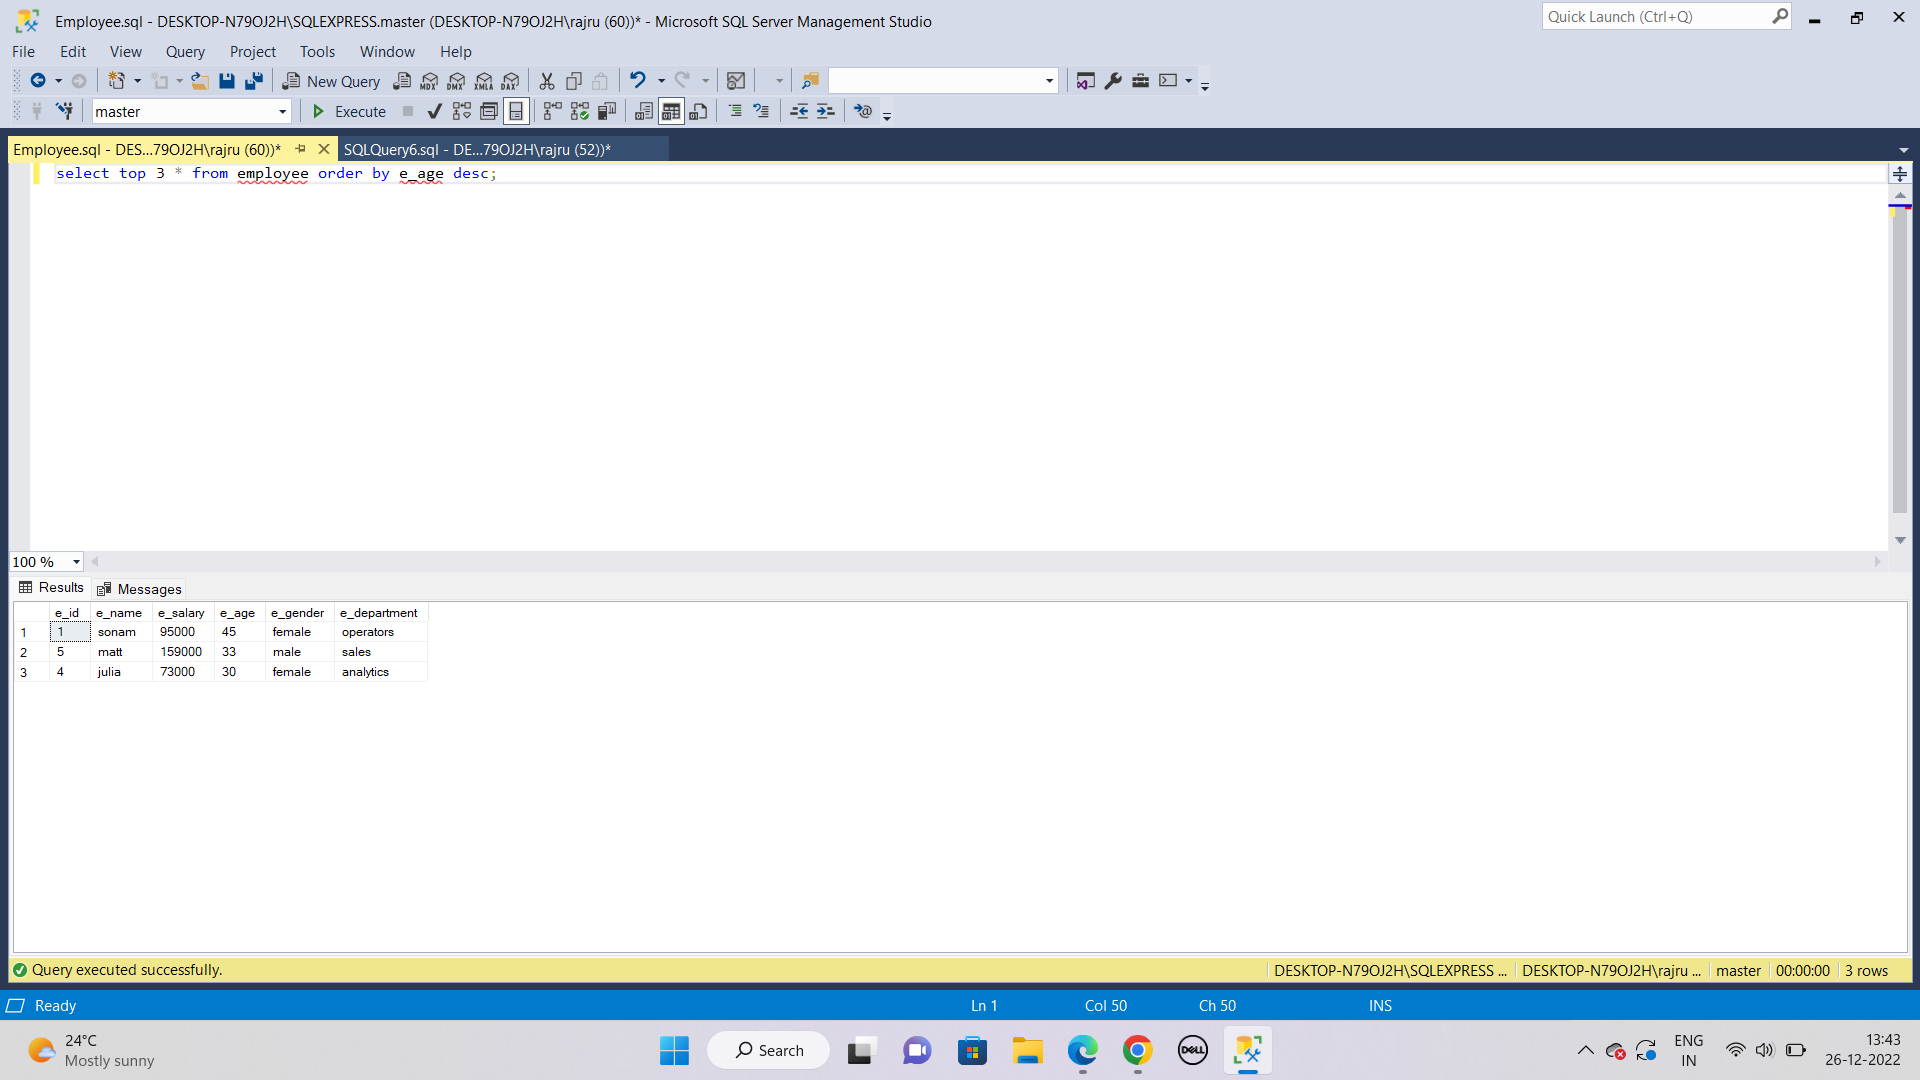 Employee.sql - DESKTOP-N79OJ2H\SQLEXPRESS.master (DESKTOP-N79OJ2H\rajru (60))* - Microsoft SQL Server Management Studio
Quick Launch (Ctrl+Q)
File Edit View Query Project Tools Window Help
New Query MDX DMX XMLA DAX
master Execute
Employee.sql - DES...79OJ2H\rajru (60))* SQLQuery6.sql - DE...79OJ2H\rajru (52))*
select top 3 * from employee order by e_age desc;
100 %
Results Messages
e_id e_name e_salary e_age e_gender e_department
1 1 sonam 95000 45 female operators
2 5 matt 159000 33 male sales
3 4 julia 73000 30 female analytics
Query executed successfully. DESKTOP-N79OJ2H\SQLEXPRESS ... DESKTOP-N79OJ2H\rajru ... master 00:00:00 3 rows
Ready Ln 1 Col 50 Ch 50 INS
24°C
Mostly sunny
Search
DELL
ENG
IN
13:43
26-12-2022